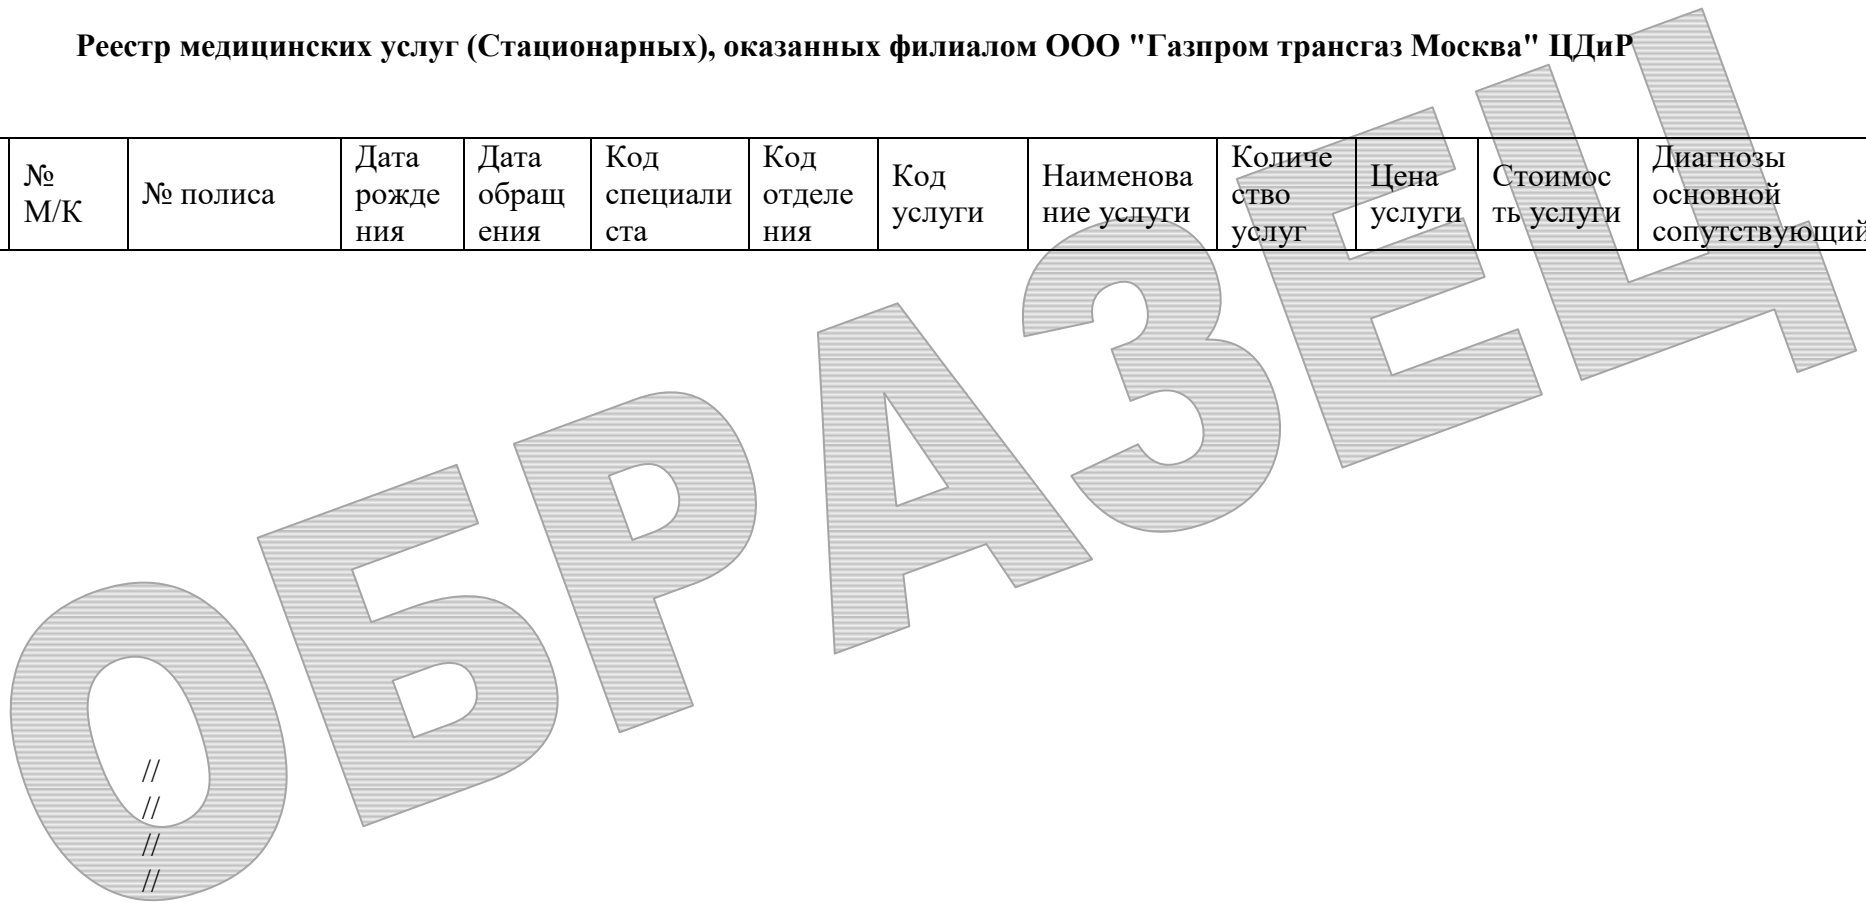 Реестр медицинских услуг (Стационарных), оказанных филиалом ООО "Газпром трансгаз Москва" ЦДиР
№
М/К
№ полиса
Дата
рожде
ния
Дата
обращ
ения
Код
специали
ста
Код
отделе
ния
Код
услуги
Наименова
ние услуги
Количе
ство
услуг
Цена
услуги
Стоимос
ть услуги
Диагнозы
основной
сопутствующий
ОБРАЗЕЦ
//
//
//
//